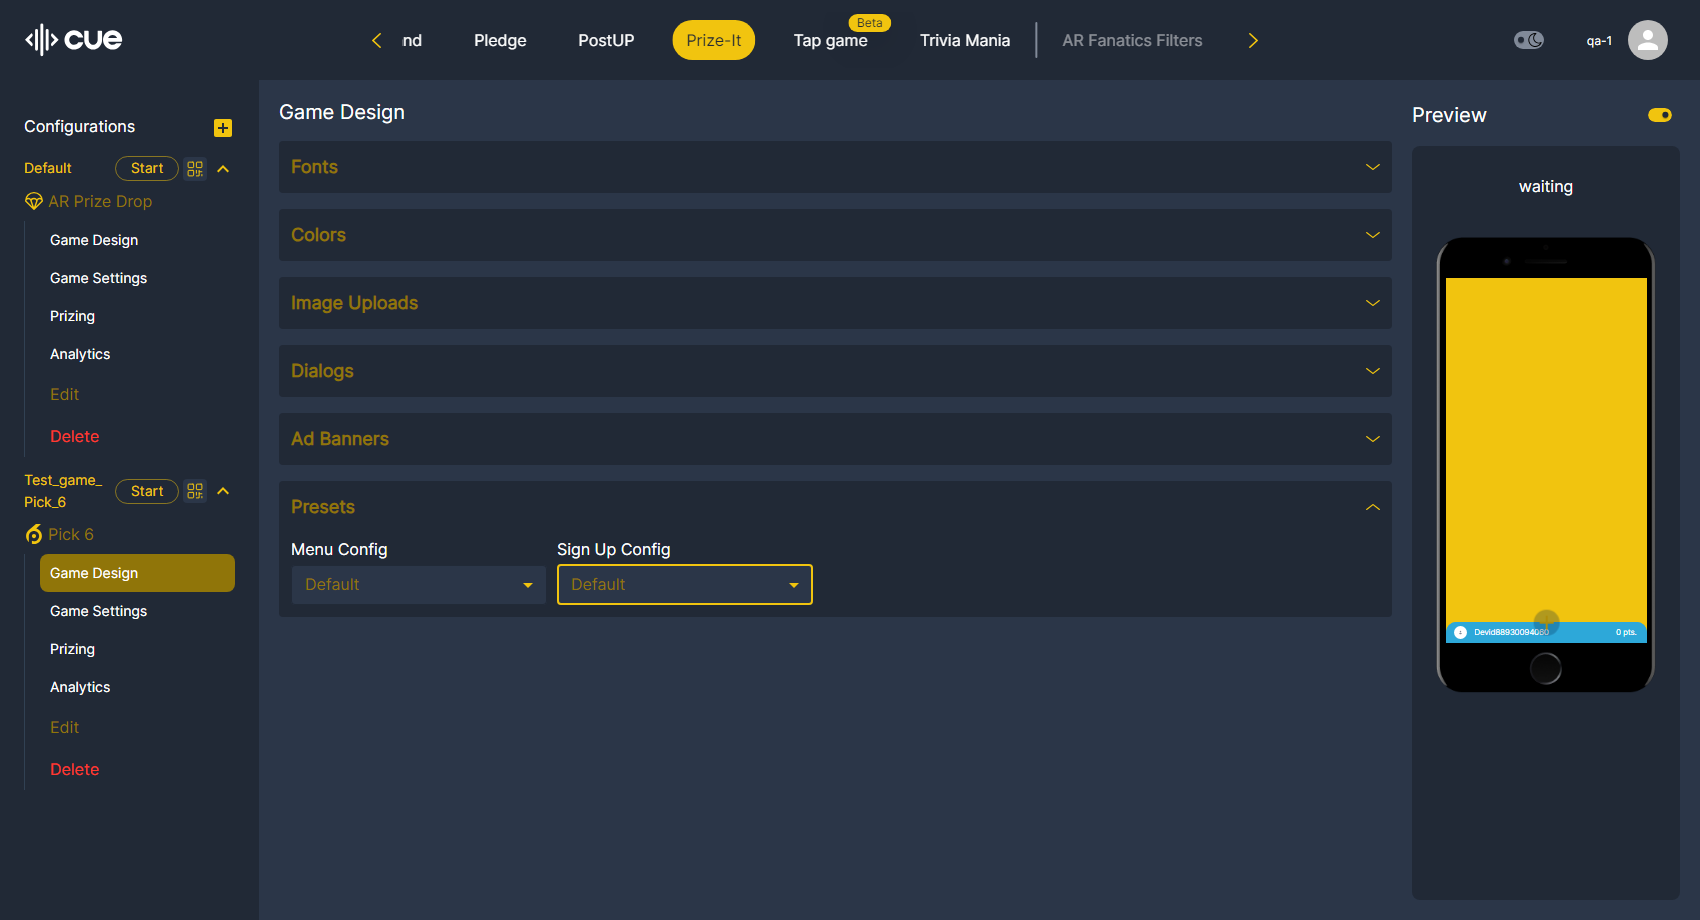 cue
nd
Pledge
PostUP
Prize-It
Beta
Tap game
Trivia Mania
AR Fanatics Filters
qa-1
Configurations
Default
Start
AR Prize Drop
Game Design
Game Settings
Prizing
Analytics
Edit
Delete
Test_game_
Pick_6
Start
Pick 6
Game Design
Game Settings
Prizing
Analytics
Edit
Delete
Game Design
Fonts
Colors
Image Uploads
Dialogs
Ad Banners
Presets
Menu Config
Sign Up Config
Default
Default
Preview
waiting
0 pts.